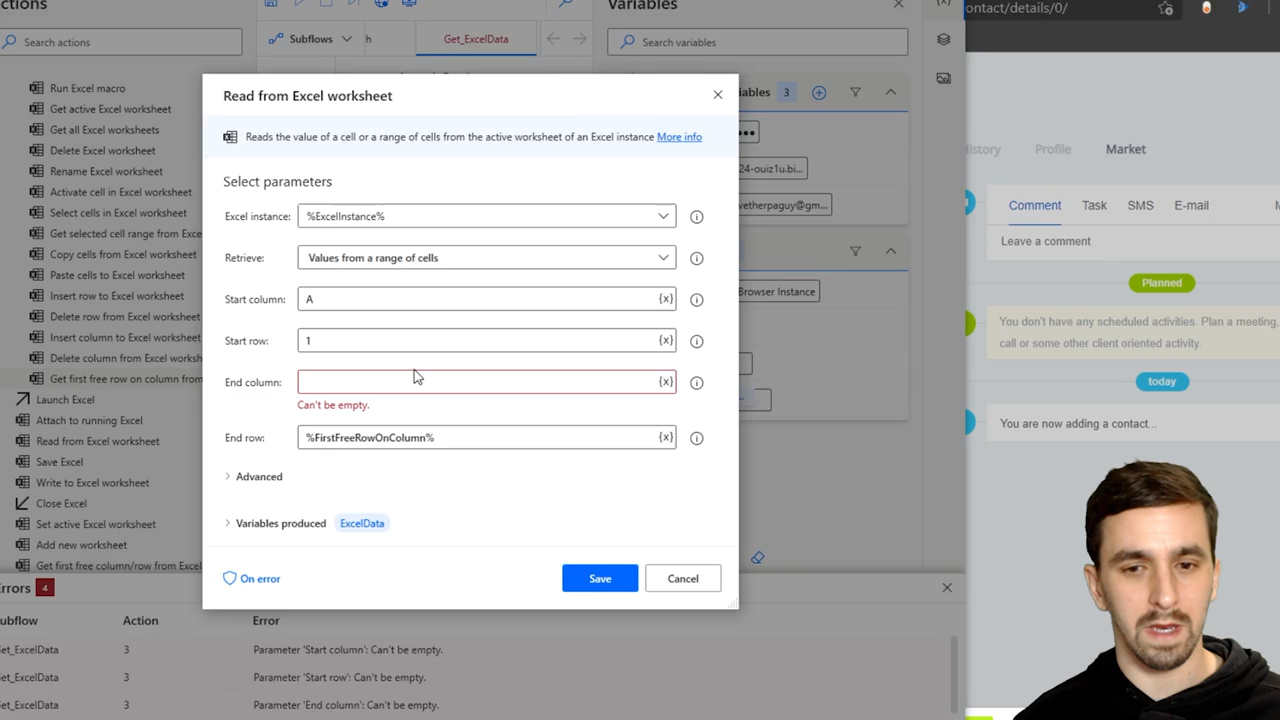 ctions
Search actions
Run Excel macro
Get active Excel worksheet
Get all Excel worksheets
Delete Excel worksheet
Rename Excel worksheet
Activate cell in Excel worksheet
Select cells in Excel worksheet
Get selected cell range from Exce
Copy cells from Excel worksheet
Paste cells to Excel worksheet
Insert row to Excel worksheet
Delete row from Excel worksheet
Insert column to Excel worksheet
Delete column from Excel worksh
Get first free row on column from
Launch Excel
Attach to running Excel
Read from Excel worksheet
Save Excel
Write to Excel worksheet
Close Excel
Set active Excel worksheet
Add new worksheet
Get first free column/row from Exce
Subflows
h
Get_ExcelData
Variables
Search variables
{x}
iables 3
24-ouiz1u.bi...
vetherpaguy@gm...
Browser Instance
Read from Excel worksheet
Reads the value of a cell or a range of cells from the active worksheet of an Excel instance More info
Select parameters
Excel instance: %ExcelInstance%
Retrieve: Values from a range of cells
Start column: A {x}
Start row: 1 {x}
End column: {x}
Can't be empty.
End row: %FirstFreeRowOnColumn% {x}
Advanced
Variables produced ExcelData
On error
Save
Cancel
Errors 4
ubflow Action Error
et_ExcelData 3 Parameter 'Start column': Can't be empty.
et_ExcelData 3 Parameter 'Start row': Can't be empty.
et_ExcelData 3 Parameter 'End column': Can't be empty.
ontact/details/0/
istory Profile Market
Comment Task SMS E-mail M
Leave a comment
Planned
You don't have any scheduled activities. Plan a meeting,
call or some other client oriented activity.
today
You are now adding a contact...